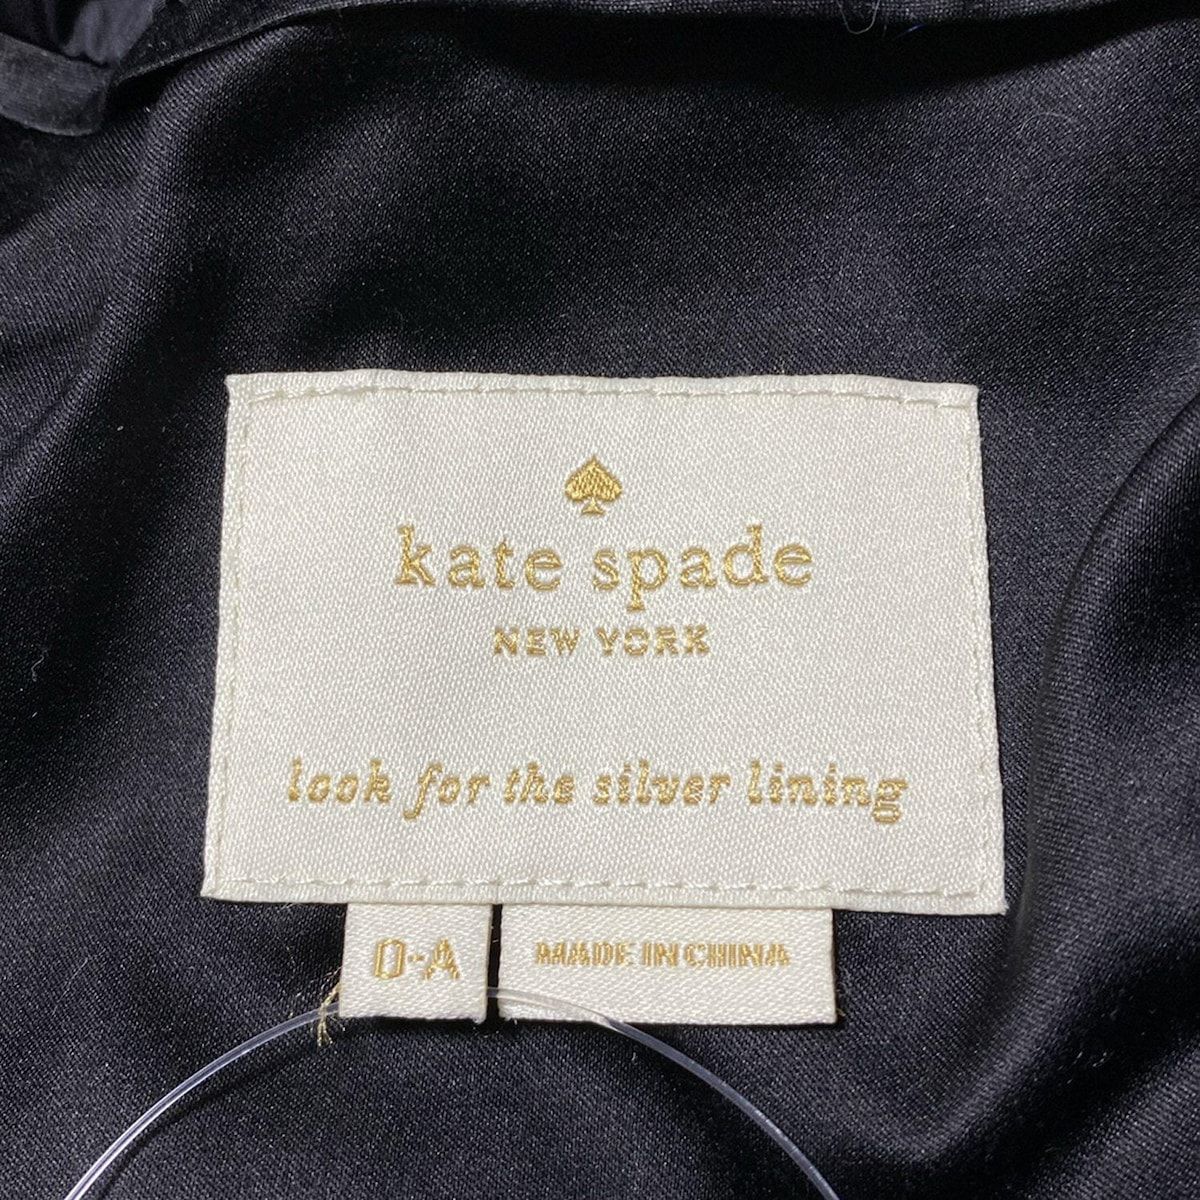 kate spade
NEW YORK
look for the silver lining
0-A
MADE IN CHINA